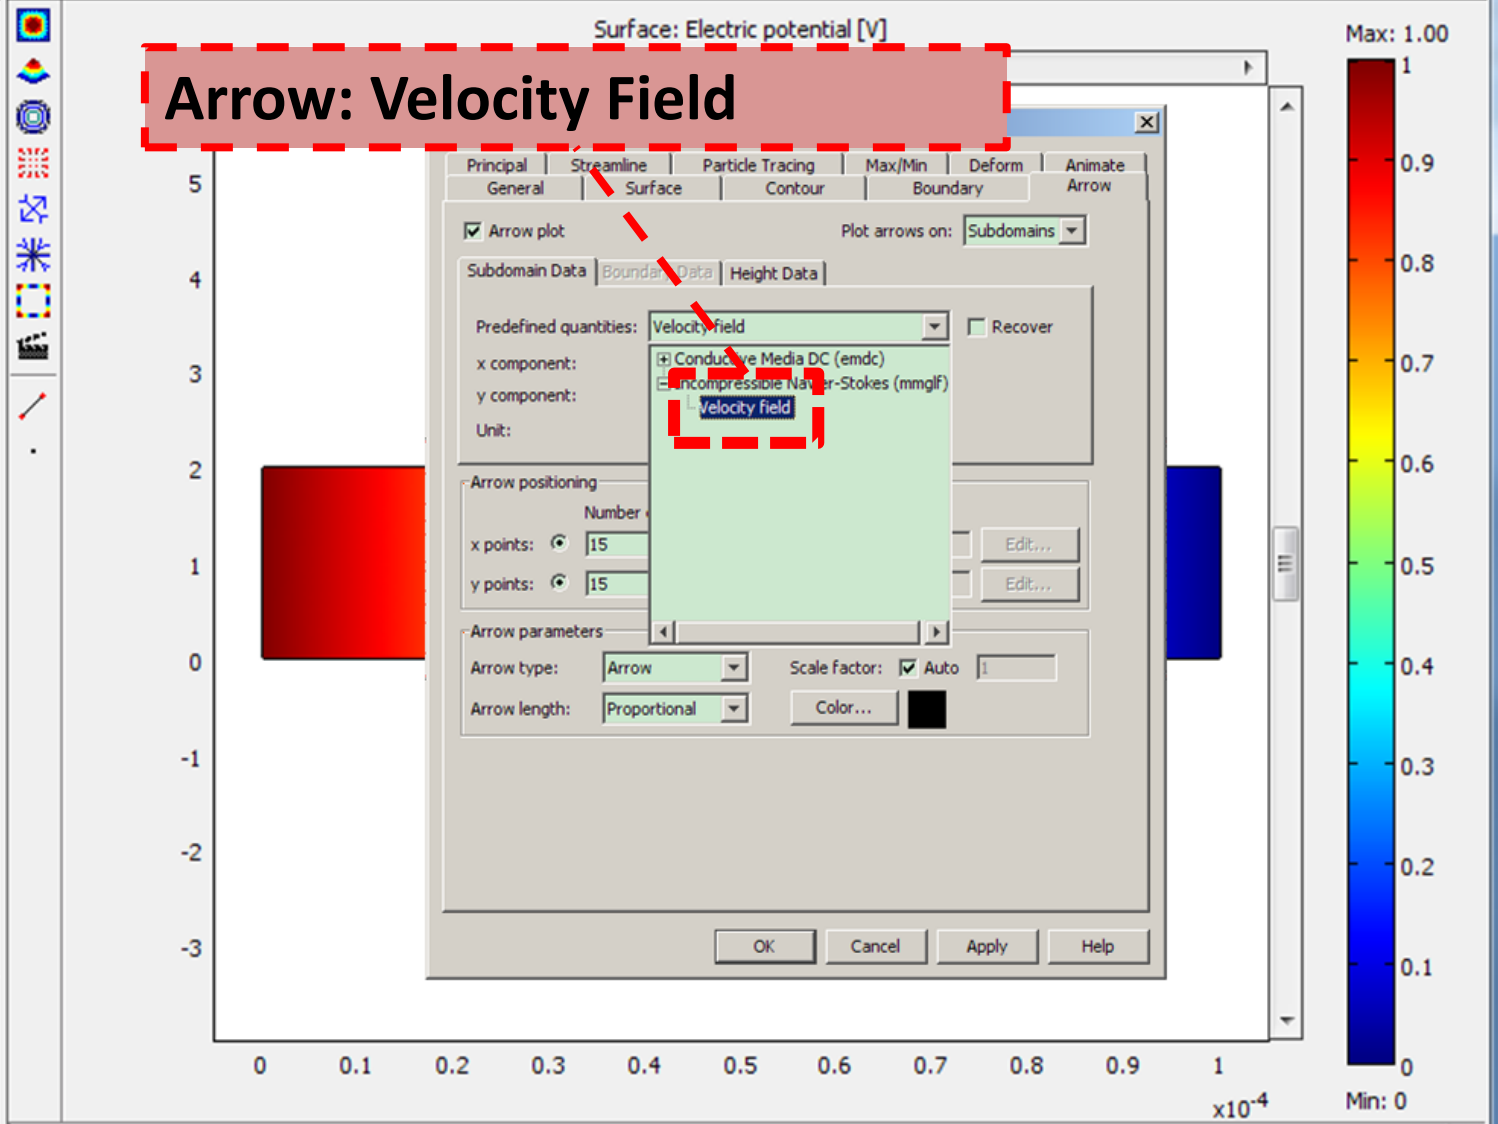 Surface: Electric potential [V]
Max: 1.00
Arrow: Velocity Field
Principal Streamline Particle Tracing Max/Min Deform Animate
General Surface Contour Boundary Arrow
Arrow plot Plot arrows on: Subdomains
Subdomain Data Boundary Data Height Data
Predefined quantities: Velocity field Recover
x component:
y component:
Unit:
Conductive Media DC (emdc)
Incompressible Navier-Stokes (mmglf)
Velocity field
Arrow positioning
Number
x points: 15 Edit...
y points: 15 Edit...
Arrow parameters
Arrow type: Arrow Scale factor: Auto 1
Arrow length: Proportional Color...
OK Cancel Apply Help
5
4
3
2
1
0
-1
-2
-3
0 0.1 0.2 0.3 0.4 0.5 0.6 0.7 0.8 0.9 1
x10-4
1
0.9
0.8
0.7
0.6
0.5
0.4
0.3
0.2
0.1
0
Min: 0